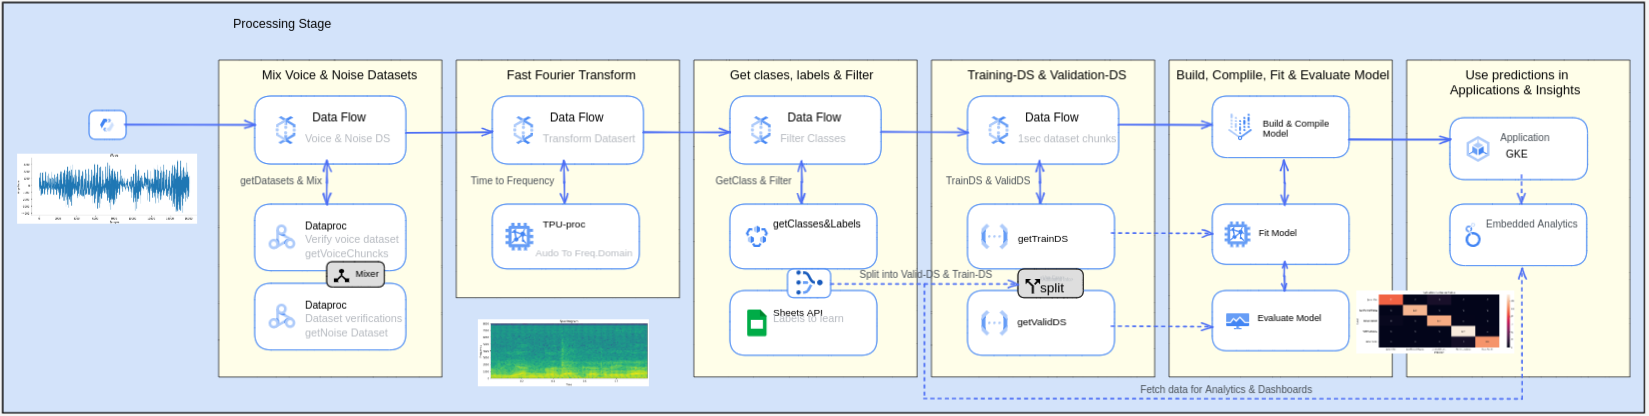 Processing Stage
Mix Voice & Noise Datasets
Data Flow
Voice & Noise DS
getDatasets & Mix
Dataproc
Verify voice dataset
getVoiceChuncks
Mixer
Dataproc
Dataset verifications
getNoise Dataset
Fast Fourier Transform
Data Flow
Transform Datasert
Time to Frequency
TPU-proc
Audo To Freq.Domain
Get clases, labels & Filter
Data Flow
Filter Classes
GetClass & Filter
getClasses&Labels
Split into Valid-DS & Train-DS
Sheets API
Labels to learn
Training-DS & Validation-DS
Data Flow
1sec dataset chunks
TrainDS & ValidDS
getTrainDS
split
getValidDS
Build, Complile, Fit & Evaluate Model
Build & Compile
Model
Fit Model
Evaluate Model
Use predictions in
Applications & Insights
Application
GKE
Embedded Analytics
Fetch data for Analytics & Dashboards